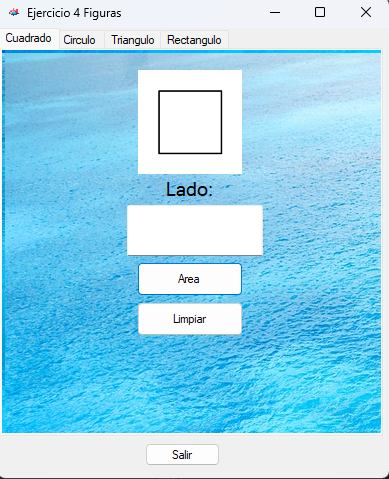 Ejercicio 4 Figuras
Cuadrado Circulo Triangulo Rectangulo
Lado:
Area
Limpiar
Salir